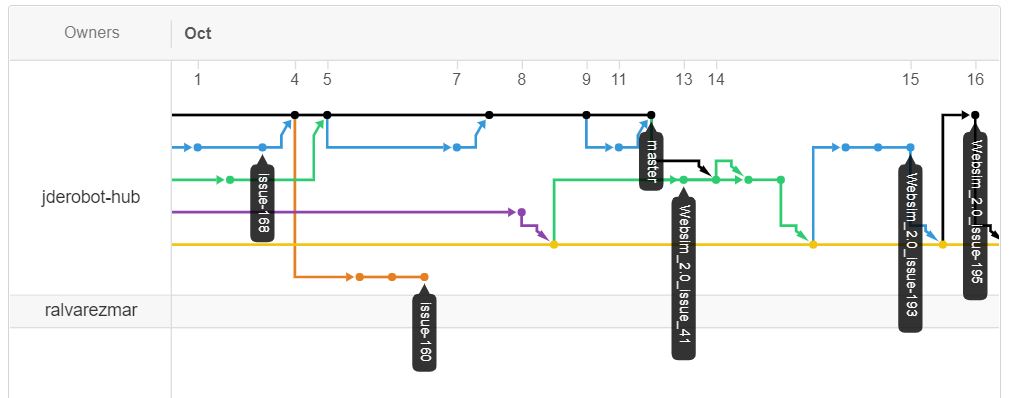 Owners
Oct
1 4 5 7 8 9 11 13 14 15 16
jderobot-hub
ralvarezmar
issue-168
issue-160
master
Websim_2.0_issue_41
Websim_2.0_issue-193
Websim_2.0_issue-195